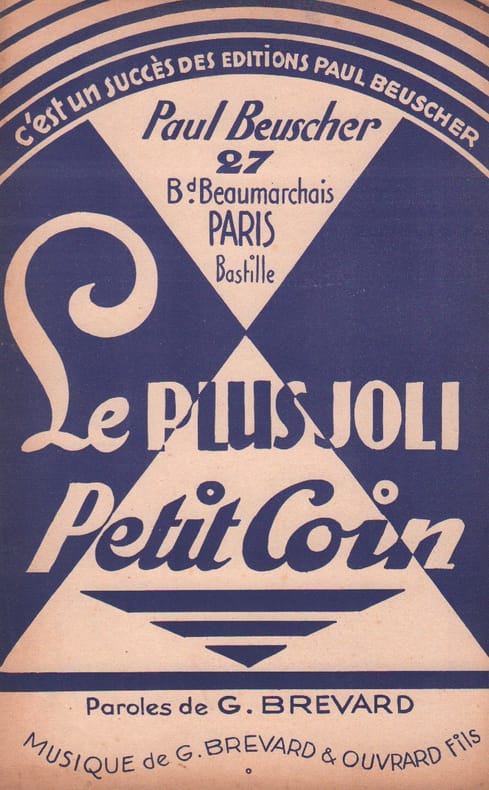 c'est un SUCCÈS DES EDITIONS PAUL BEUSCHER
Paul Beuscher
27
Bd. Beaumarchais
PARIS
Bastille
Le PLUS JOLI
Petit Coin
Paroles de G. BREVARD
MUSIQUE de G. BREVARD & OUVRARD Fils